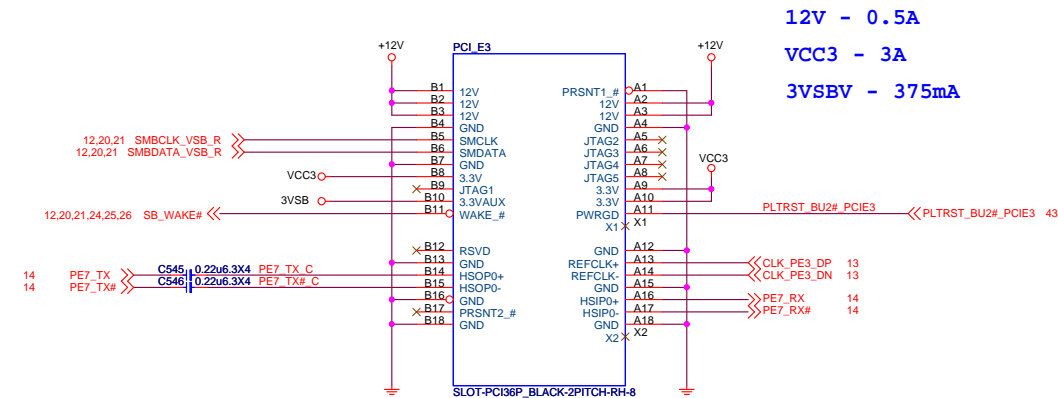 12V - 0.5A
VCC3 - 3A
3VSBV - 375mA
+12V
PCI_E3
+12V
B1 12V PRSNT1_# A1
B2 12V 12V A2
B3 12V 12V A3
B4 GND GND A4
12,20,21 SMBCLK_VSB_R B5 SMCLK JTAG2 A5
12,20,21 SMBDATA_VSB_R B6 SMDATA JTAG3 A6
B7 GND JTAG4 A7
VCC3 B8 3.3V JTAG5 A8
VCC3
B9 JTAG1 3.3V A9
3VSB B10 3.3VAUX 3.3V A10
12,20,21,24,25,26 SB_WAKE# B11 WAKE_# PWRGD A11 PLTRST_BU2#_PCIE3 PLTRST_BU2#_PCIE3 43
X1 X1
B12 RSVD GND A12
B13 GND REFCLK+ A13 CLK_PE3_DP 13
14 PE7_TX C545 0.22u6.3X4 PE7_TX_C B14 HSOP0+ REFCLK- A14 CLK_PE3_DN 13
14 PE7_TX# C546 0.22u6.3X4 PE7_TX#_C B15 HSOP0- GND A15
B16 GND HSIP0+ A16 PE7_RX 14
B17 PRSNT2_# HSIP0- A17 PE7_RX# 14
B18 GND GND A18
X2 X2
SLOT-PCI36P_BLACK-2PITCH-RH-8